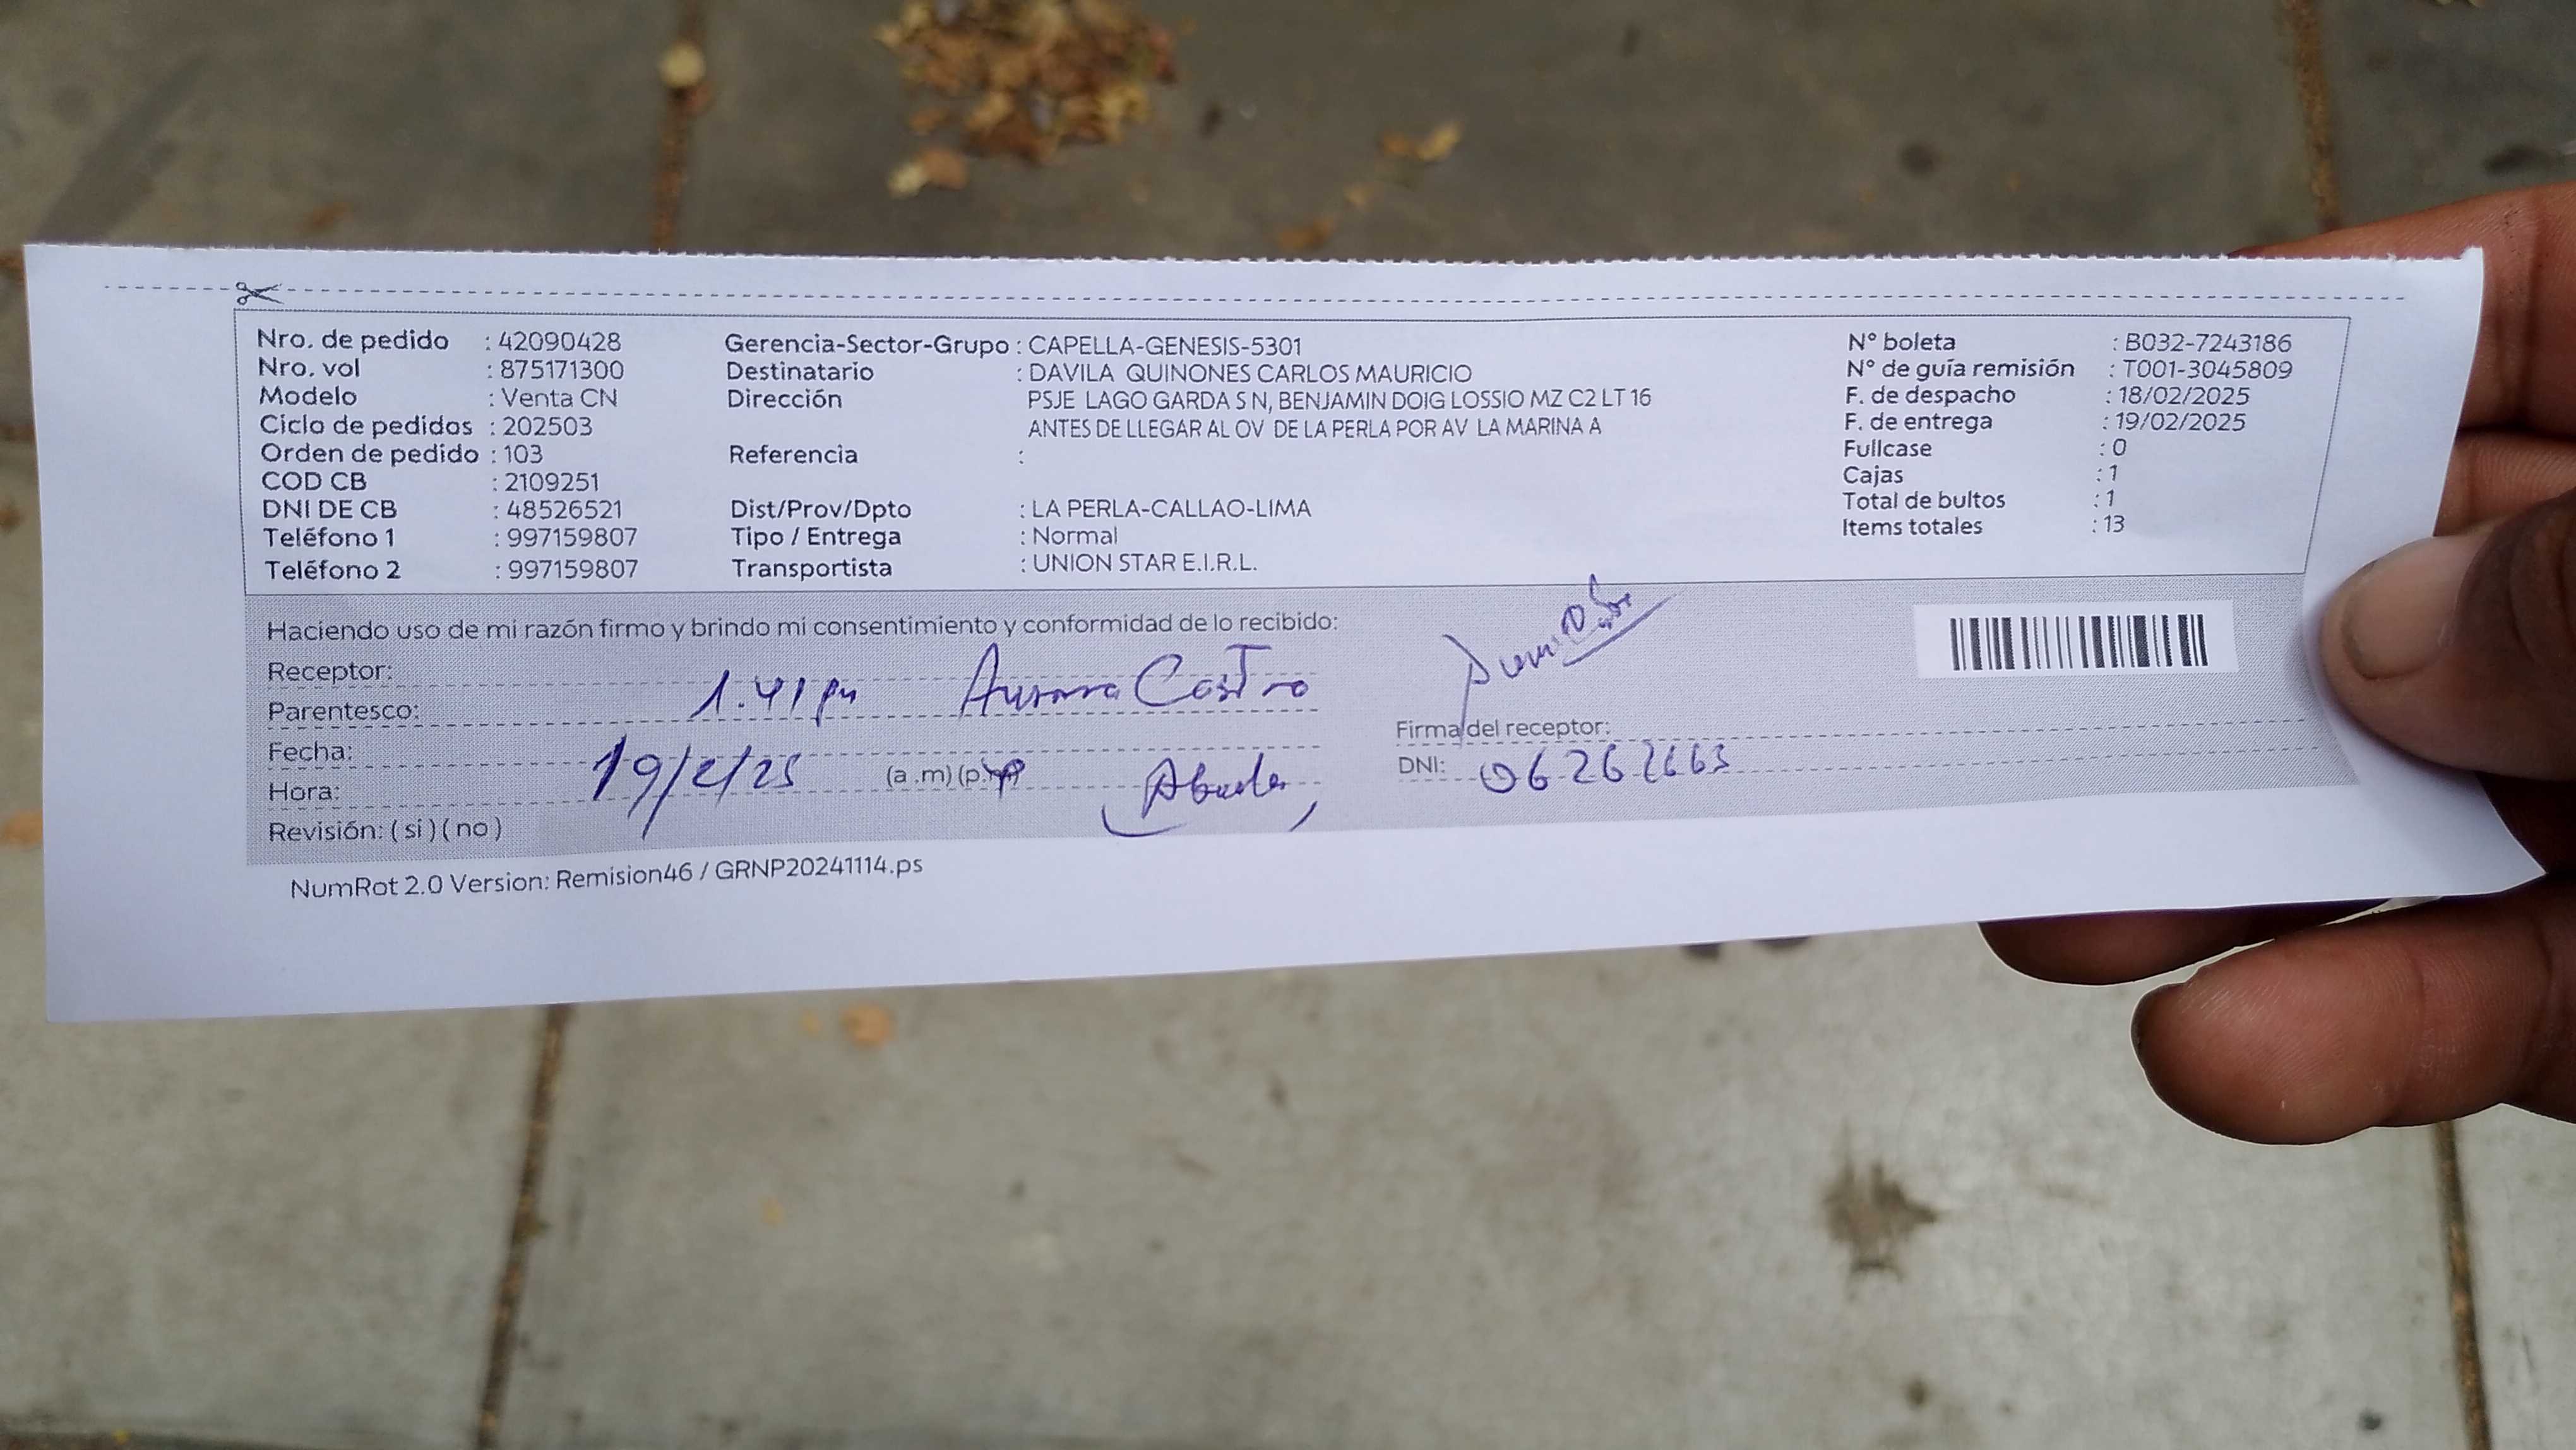 Nro. de pedido : 42090428
Nro. vol : 875171300
Modelo : Venta CN
Ciclo de pedidos : 202503
Orden de pedido : 103
COD CB : 2109251
DNI DE CB : 48526521
Teléfono 1 : 997159807
Teléfono 2 : 997159807
Gerencia-Sector-Grupo : CAPELLA-GENESIS-5301
Destinatario : DAVILA QUINONES CARLOS MAURICIO
Dirección PSJE LAGO GARDA S N, BENJAMIN DOIG LOSSIO MZ C2 LT 16
ANTES DE LLEGAR AL OV DE LA PERLA POR AV LA MARINA A
Referencia :
Dist/Prov/Dpto : LA PERLA-CALLAO-LIMA
Tipo / Entrega : Normal
Transportista : UNION STAR E.I.R.L.
N° boleta : B032-7243186
N° de guía remisión : T001-3045809
F. de despacho : 18/02/2025
F. de entrega : 19/02/2025
Fullcase : 0
Cajas : 1
Total de bultos : 1
Items totales : 13
Haciendo uso de mi razón firmo y brindo mi consentimiento y conformidad de lo recibido:
Receptor:
1.41 pm Aurora Castro
Parentesco:
Fecha:
19/2/25
Hora: (a .m) (p.m)
(Abuela)
Revisión: ( si ) ( no )
Firma del receptor:
DNI: 06262663
NumRot 2.0 Version: Remision46 / GRNP20241114.ps